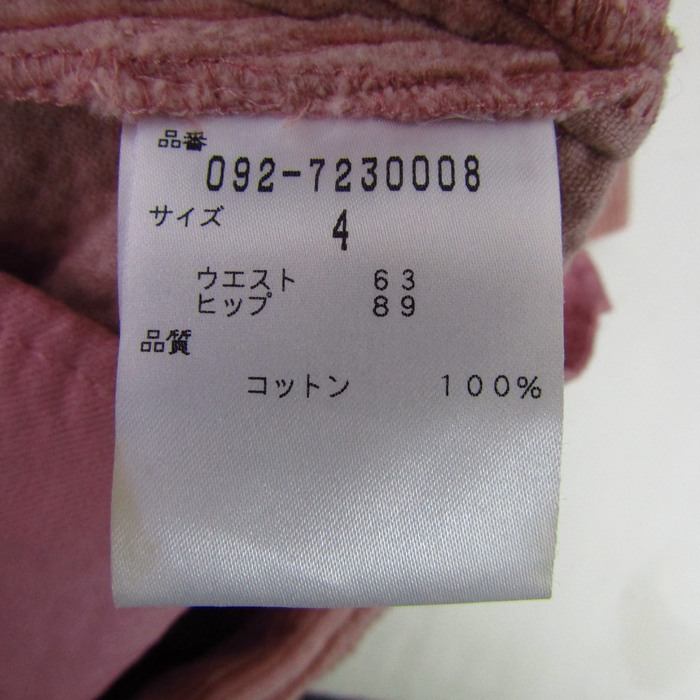 品番
092-7230008
サイズ
4
ウエスト 63
ヒップ 89
品質
コットン 100%